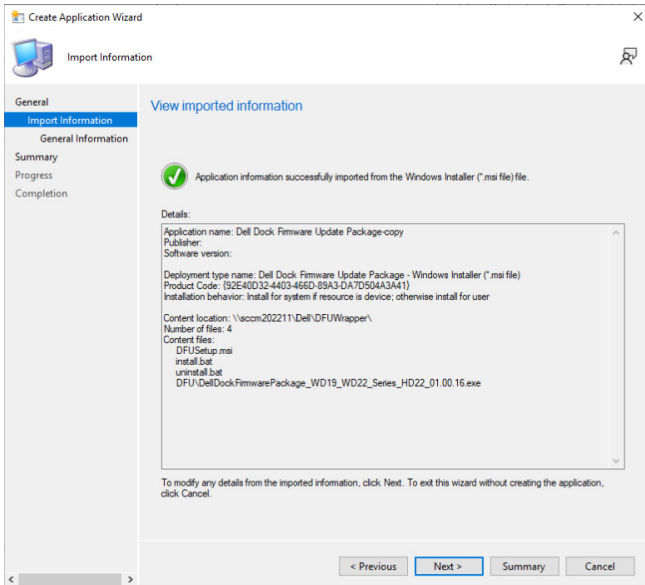 Create Application Wizard
Import Information
General
Import Information
General Information
Summary
Progress
Completion
View imported information
Application information successfully imported from the Windows Installer (*.msi file) file.
Details:
Application name: Dell Dock Firmware Update Package-copy
Publisher:
Software version:
Deployment type name: Dell Dock Firmware Update Package - Windows Installer (*.msi file)
Product Code: {92E40D32-4403-466D-89A3-DA7D504A3A41}
Installation behavior: Install for system if resource is device; otherwise install for user
Content location: \\sccm202211\Dell\DFUWrapper\
Number of files: 4
Content files:
DFUSetup.msi
install.bat
uninstall.bat
DFU\DellDockFirmwarePackage_WD19_WD22_Series_HD22_01.00.16.exe
To modify any details from the imported information, click Next. To exit this wizard without creating the application,
click Cancel.
< Previous
Next >
Summary
Cancel